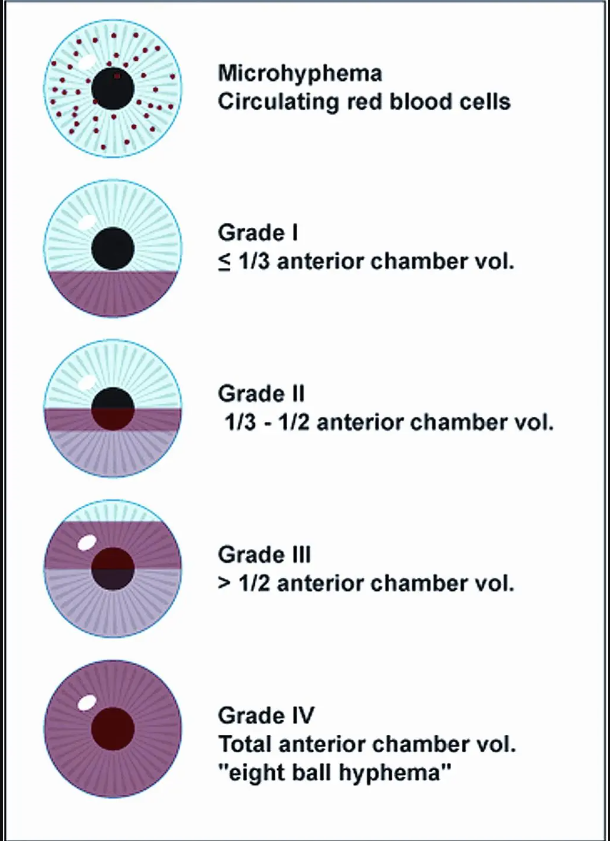 Microhyphema
Circulating red blood cells
Grade I
≤ 1/3 anterior chamber vol.
Grade II
1/3 - 1/2 anterior chamber vol.
Grade III
> 1/2 anterior chamber vol.
Grade IV
Total anterior chamber vol.
"eight ball hyphema"